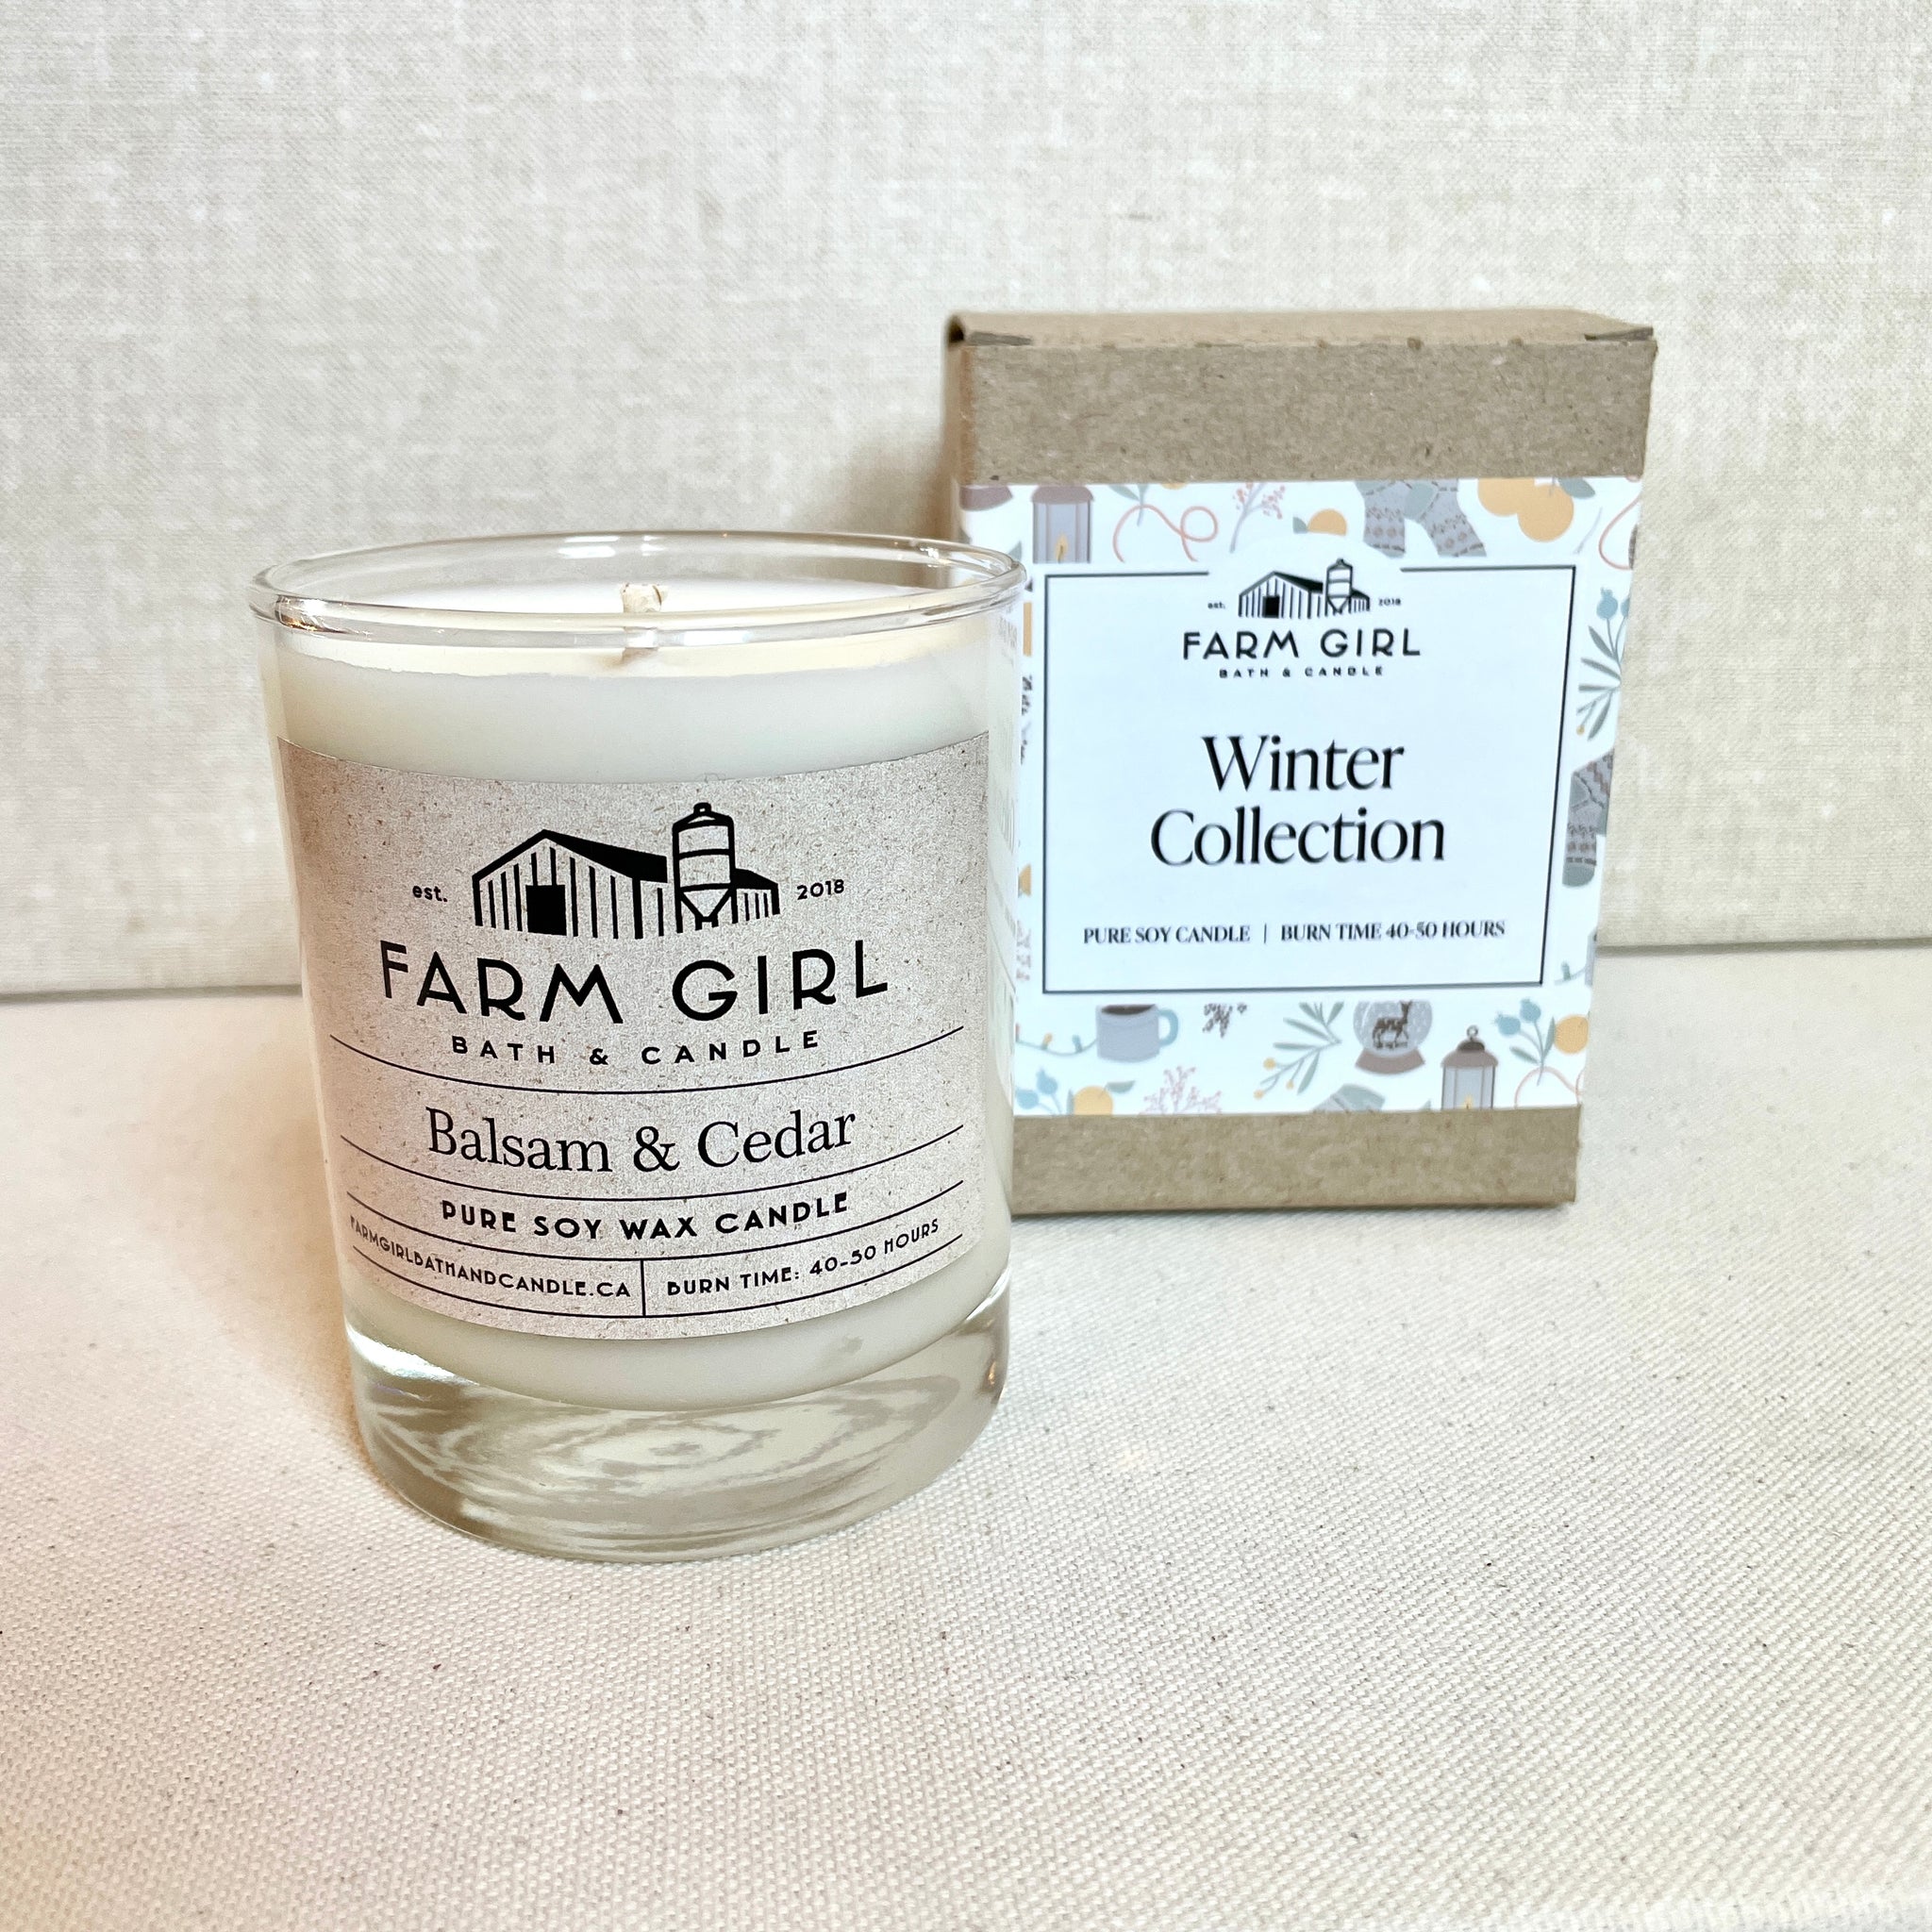 est. 2018
FARM GIRL
BATH & CANDLE
Balsam & Cedar
PURE SOY WAX CANDLE
FARMGIRLBATHANDCANDLE.CA BURN TIME: 40-50 HOURS
est. 2018
FARM GIRL
BATH & CANDLE
Winter
Collection
PURE SOY CANDLE | BURN TIME 40-50 HOURS